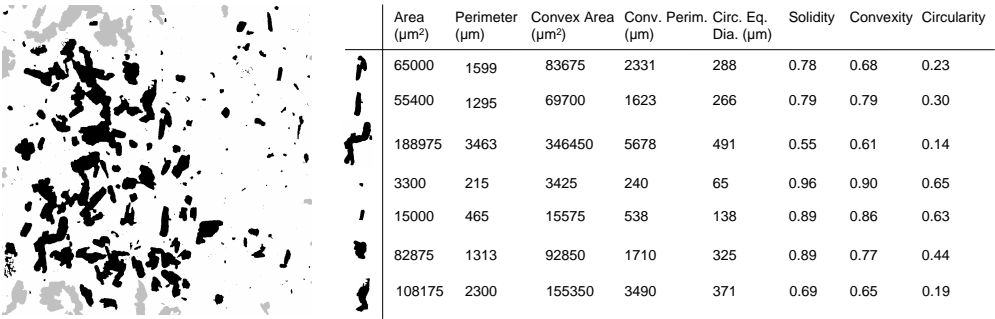 Area Perimeter Convex Area Conv. Perim. Circ. Eq. Solidity Convexity Circularity
(µm²) (µm) (µm²) (µm) Dia. (µm)
65000 1599 83675 2331 288 0.78 0.68 0.23
55400 1295 69700 1623 266 0.79 0.79 0.30
188975 3463 346450 5678 491 0.55 0.61 0.14
3300 215 3425 240 65 0.96 0.90 0.65
15000 465 15575 538 138 0.89 0.86 0.63
82875 1313 92850 1710 325 0.89 0.77 0.44
108175 2300 155350 3490 371 0.69 0.65 0.19